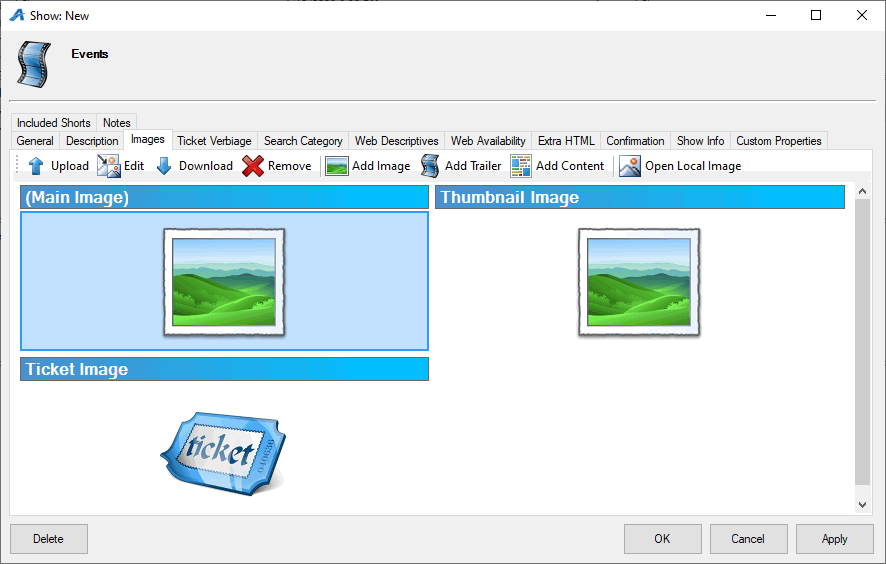 Show: New
Events
Included Shorts Notes
General Description Images Ticket Verbiage Search Category Web Descriptives Web Availability Extra HTML Confirmation Show Info Custom Properties
Upload Edit Download Remove Add Image Add Trailer Add Content Open Local Image
(Main Image) Thumbnail Image
Ticket Image
ticket
Delete OK Cancel Apply